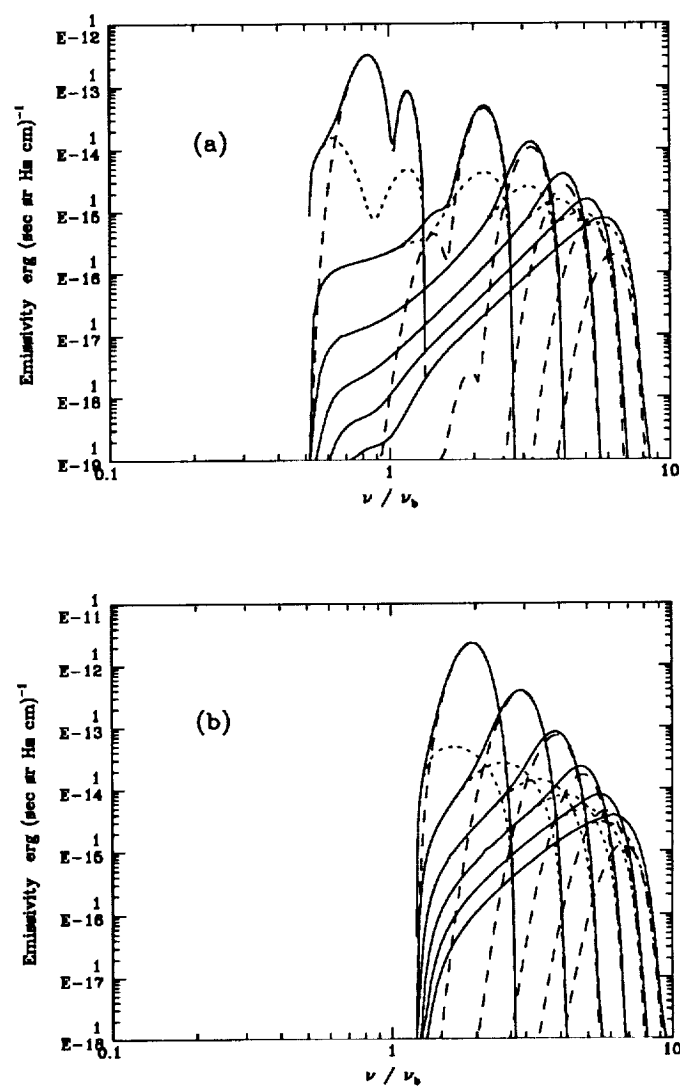 1
E-12
1
E-13
1
E-14
1
E-15
1
E-16
1
E-17
1
E-18
1
E-19
Emissivity erg (sec sr Hz cm)⁻¹
(a)
0.1
1
10
ν / ν_b
1
E-11
1
E-12
1
E-13
1
E-14
1
E-15
1
E-16
1
E-17
1
E-18
Emissivity erg (sec sr Hz cm)⁻¹
(b)
0.1
1
10
ν / ν_b